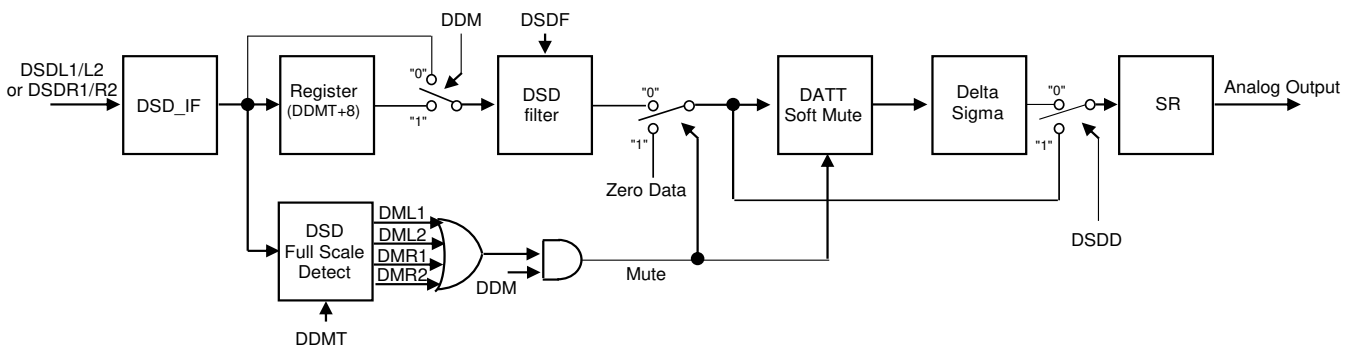 DDM
DSDF
DSDL1/L2
or DSDR1/R2
DSD_IF
Register
(DDMT+8)
"0"
"1"
DSD
filter
"0"
"1"
Zero Data
DATT
Soft Mute
Delta
Sigma
"0"
"1"
SR
Analog Output
DSD
Full Scale
Detect
DML1
DML2
DMR1
DMR2
DDM
Mute
DSDD
DDMT